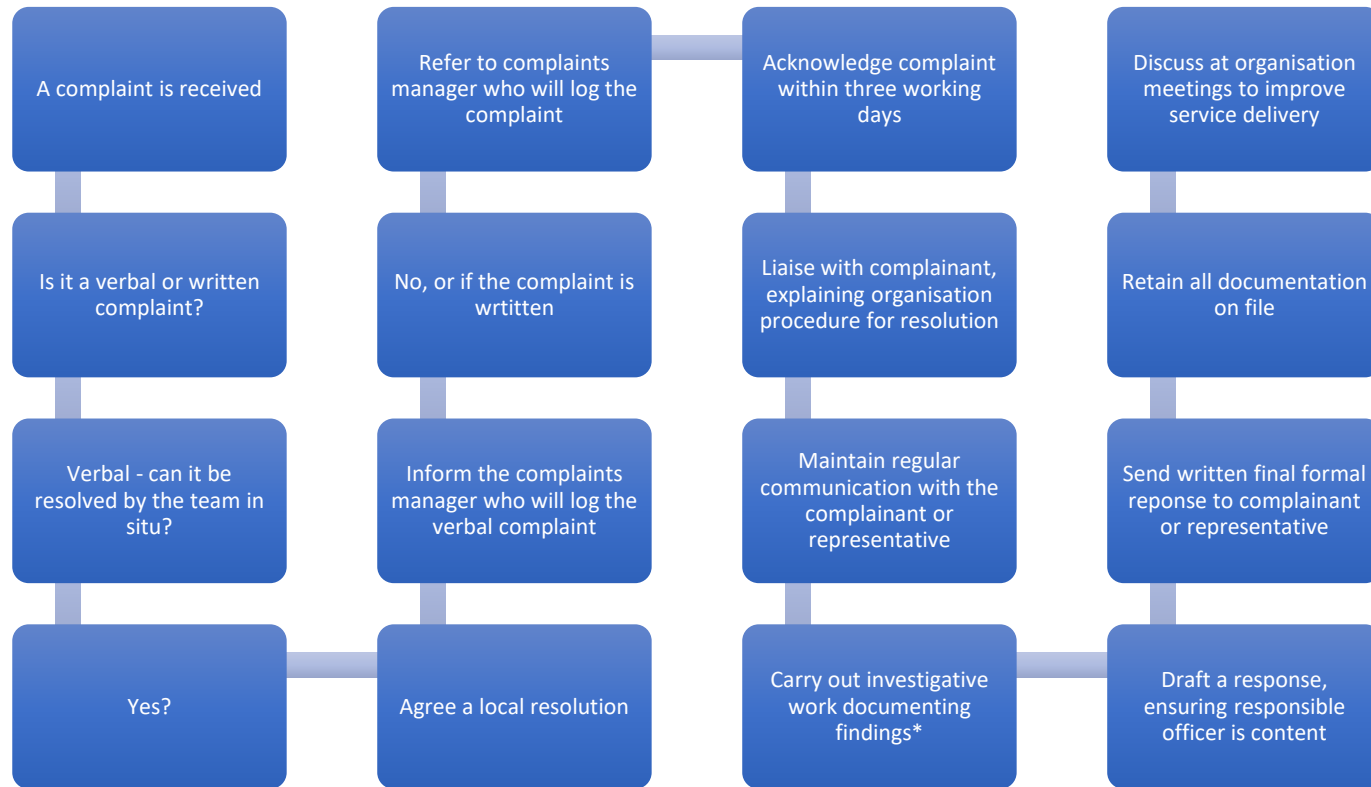 A complaint is received
Is it a verbal or written
complaint?
Verbal - can it be
resolved by the team in
situ?
Yes?
Agree a local resolution
Inform the complaints
manager who will log the
verbal complaint
No, or if the complaint is
wrtitten
Refer to complaints
manager who will log the
complaint
Acknowledge complaint
within three working
days
Liaise with complainant,
explaining organisation
procedure for resolution
Maintain regular
communication with the
complainant or
representative
Carry out investigative
work documenting
findings*
Draft a response,
ensuring responsible
officer is content
Send written final formal
reponse to complainant
or representative
Retain all documentation
on file
Discuss at organisation
meetings to improve
service delivery